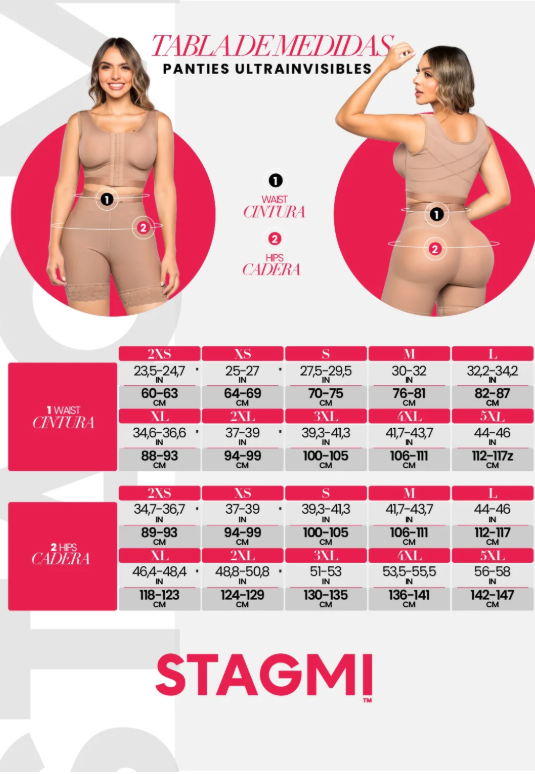 TABLA DE MEDIDAS
PANTIES ULTRAINVISIBLES
1
WAIST
CINTURA
2
HIPS
CADERA
1
2
1
2
2XS XS S M L
23,5-24,7 25-27 27,5-29,5 30-32 32,2-34,2
IN IN IN IN IN
60-63 64-69 70-75 76-81 82-87
CM CM CM CM CM
1 WAIST
CINTURA
XL 2XL 3XL 4XL 5XL
34,6-36,6 37-39 39,3-41,3 41,7-43,7 44-46
IN IN IN IN IN
88-93 94-99 100-105 106-111 112-117z
CM CM CM CM CM
2XS XS S M L
34,7-36,7 37-39 39,3-41,3 41,7-43,7 44-46
IN IN IN IN IN
89-93 94-99 100-105 106-111 112-117
CM CM CM CM CM
2 HIPS
CADERA
XL 2XL 3XL 4XL 5XL
46,4-48,4 48,8-50,8 51-53 53,5-55,5 56-58
IN IN IN IN IN
118-123 124-129 130-135 136-141 142-147
CM CM CM CM CM
STAGMI
TM